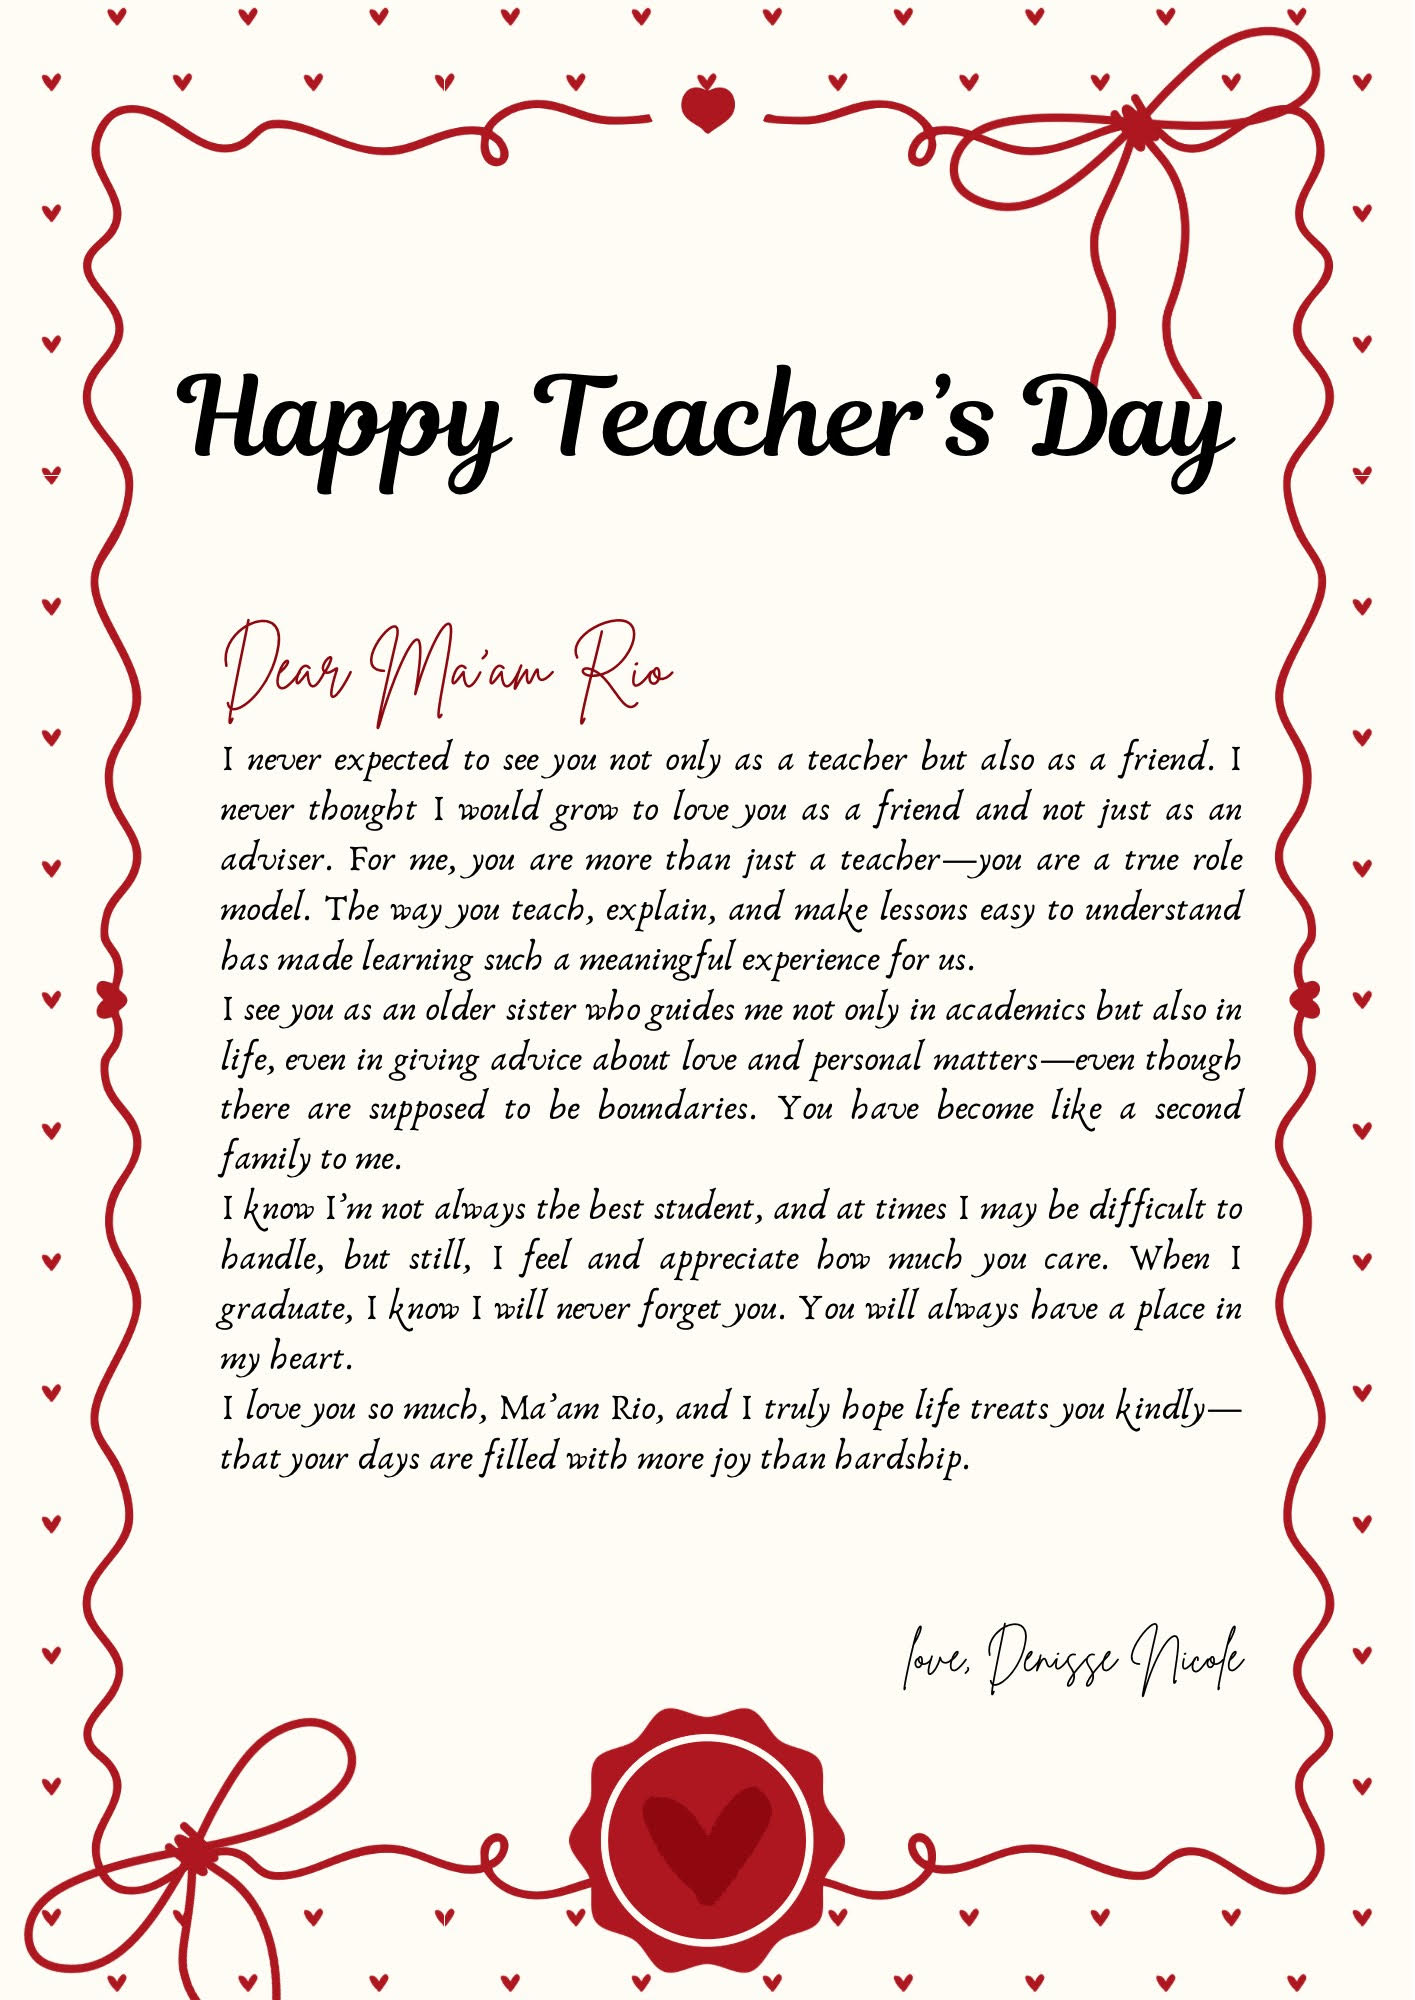 Happy Teacher’s Day
Dear Ma’am Rio
I never expected to see you not only as a teacher but also as a friend. I
never thought I would grow to love you as a friend and not just as an
adviser. For me, you are more than just a teacher—you are a true role
model. The way you teach, explain, and make lessons easy to understand
has made learning such a meaningful experience for us.
I see you as an older sister who guides me not only in academics but also in
life, even in giving advice about love and personal matters—even though
there are supposed to be boundaries. You have become like a second
family to me.
I know I’m not always the best student, and at times I may be difficult to
handle, but still, I feel and appreciate how much you care. When I
graduate, I know I will never forget you. You will always have a place in
my heart.
I love you so much, Ma’am Rio, and I truly hope life treats you kindly—
that your days are filled with more joy than hardship.
love, Denisse Nicole